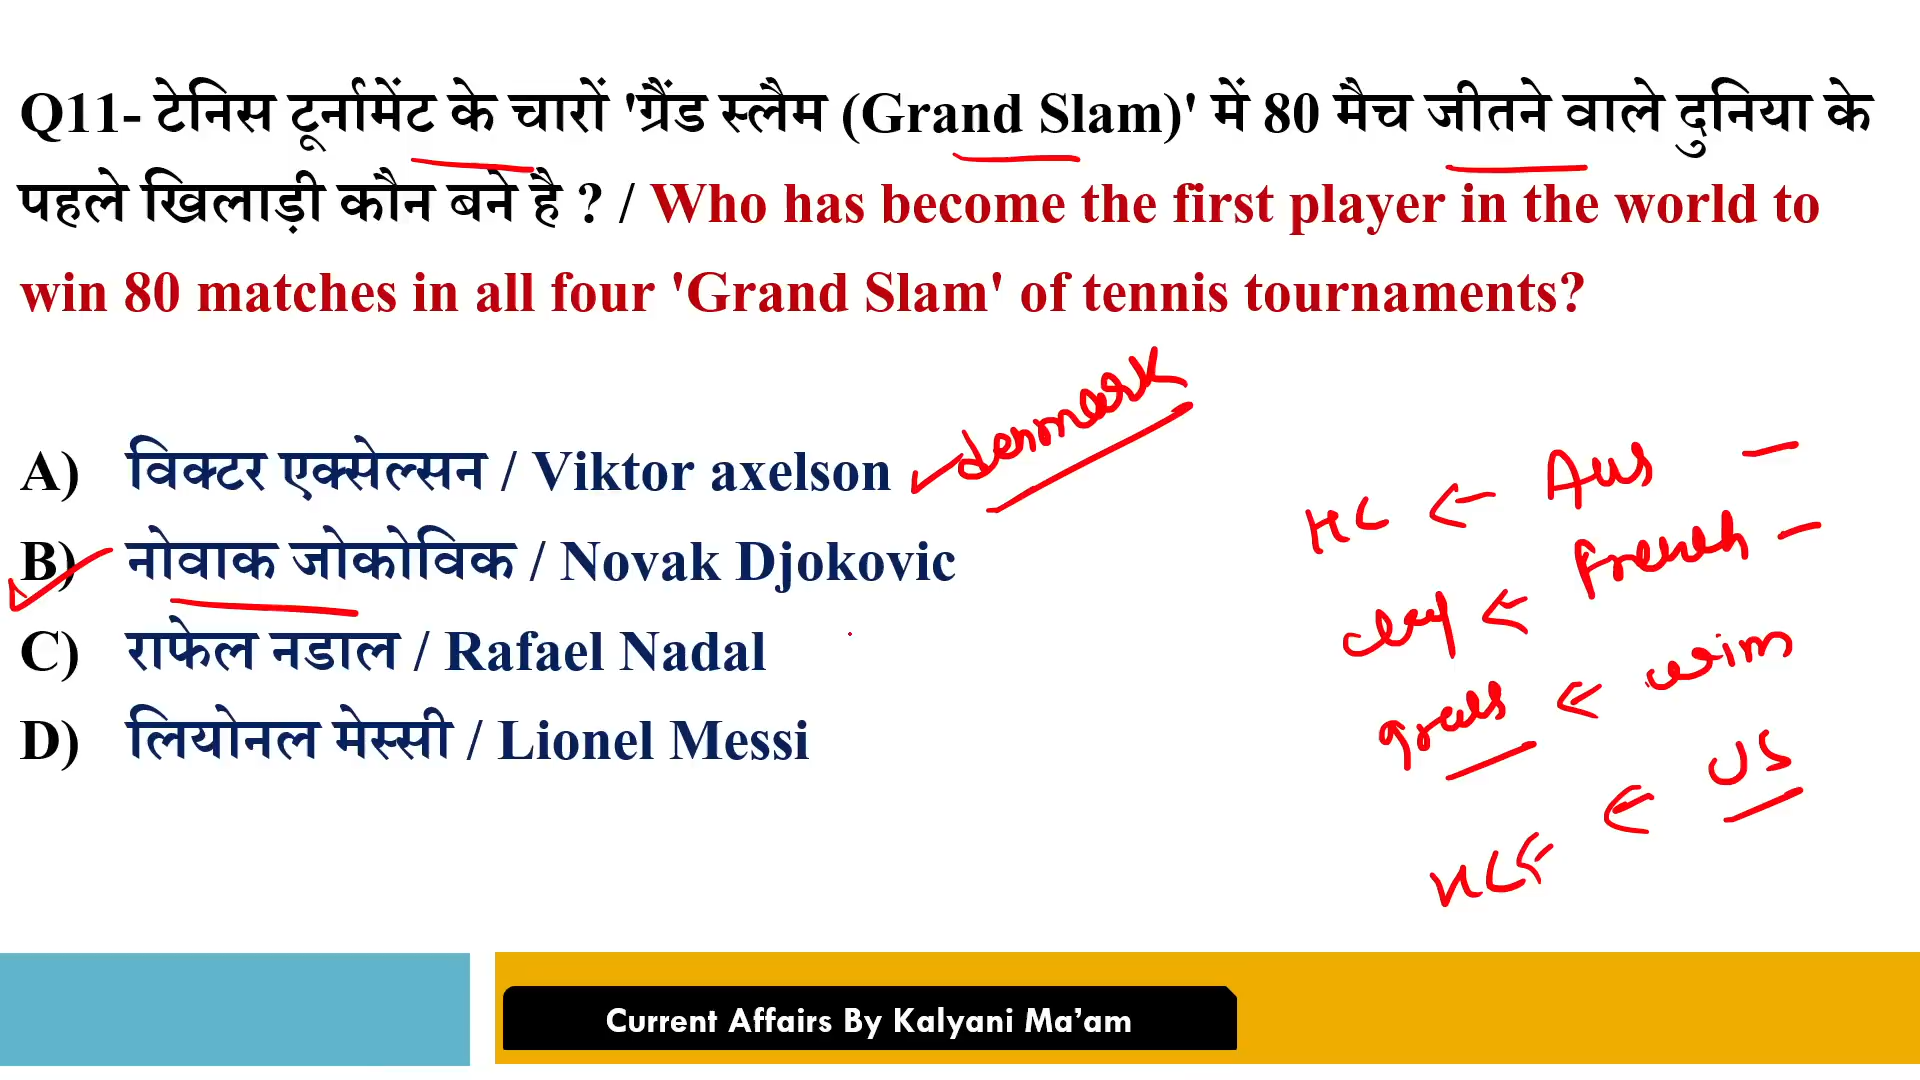 Q11- टेनिस टूर्नामेंट के चारों 'ग्रैंड स्लैम (Grand Slam)' में 80 मैच जीतने वाले दुनिया के
पहले खिलाड़ी कौन बने है ? / Who has become the first player in the world to
win 80 matches in all four 'Grand Slam' of tennis tournaments?
A) विक्टर एक्सेल्सन / Viktor axelson
denmark
B) नोवाक जोकोविक / Novak Djokovic
C) राफेल नडाल / Rafael Nadal
D) लियोनल मेस्सी / Lionel Messi
HC ← Aus -
clay ← French -
grass ← wim
HC ← US
Current Affairs By Kalyani Ma’am